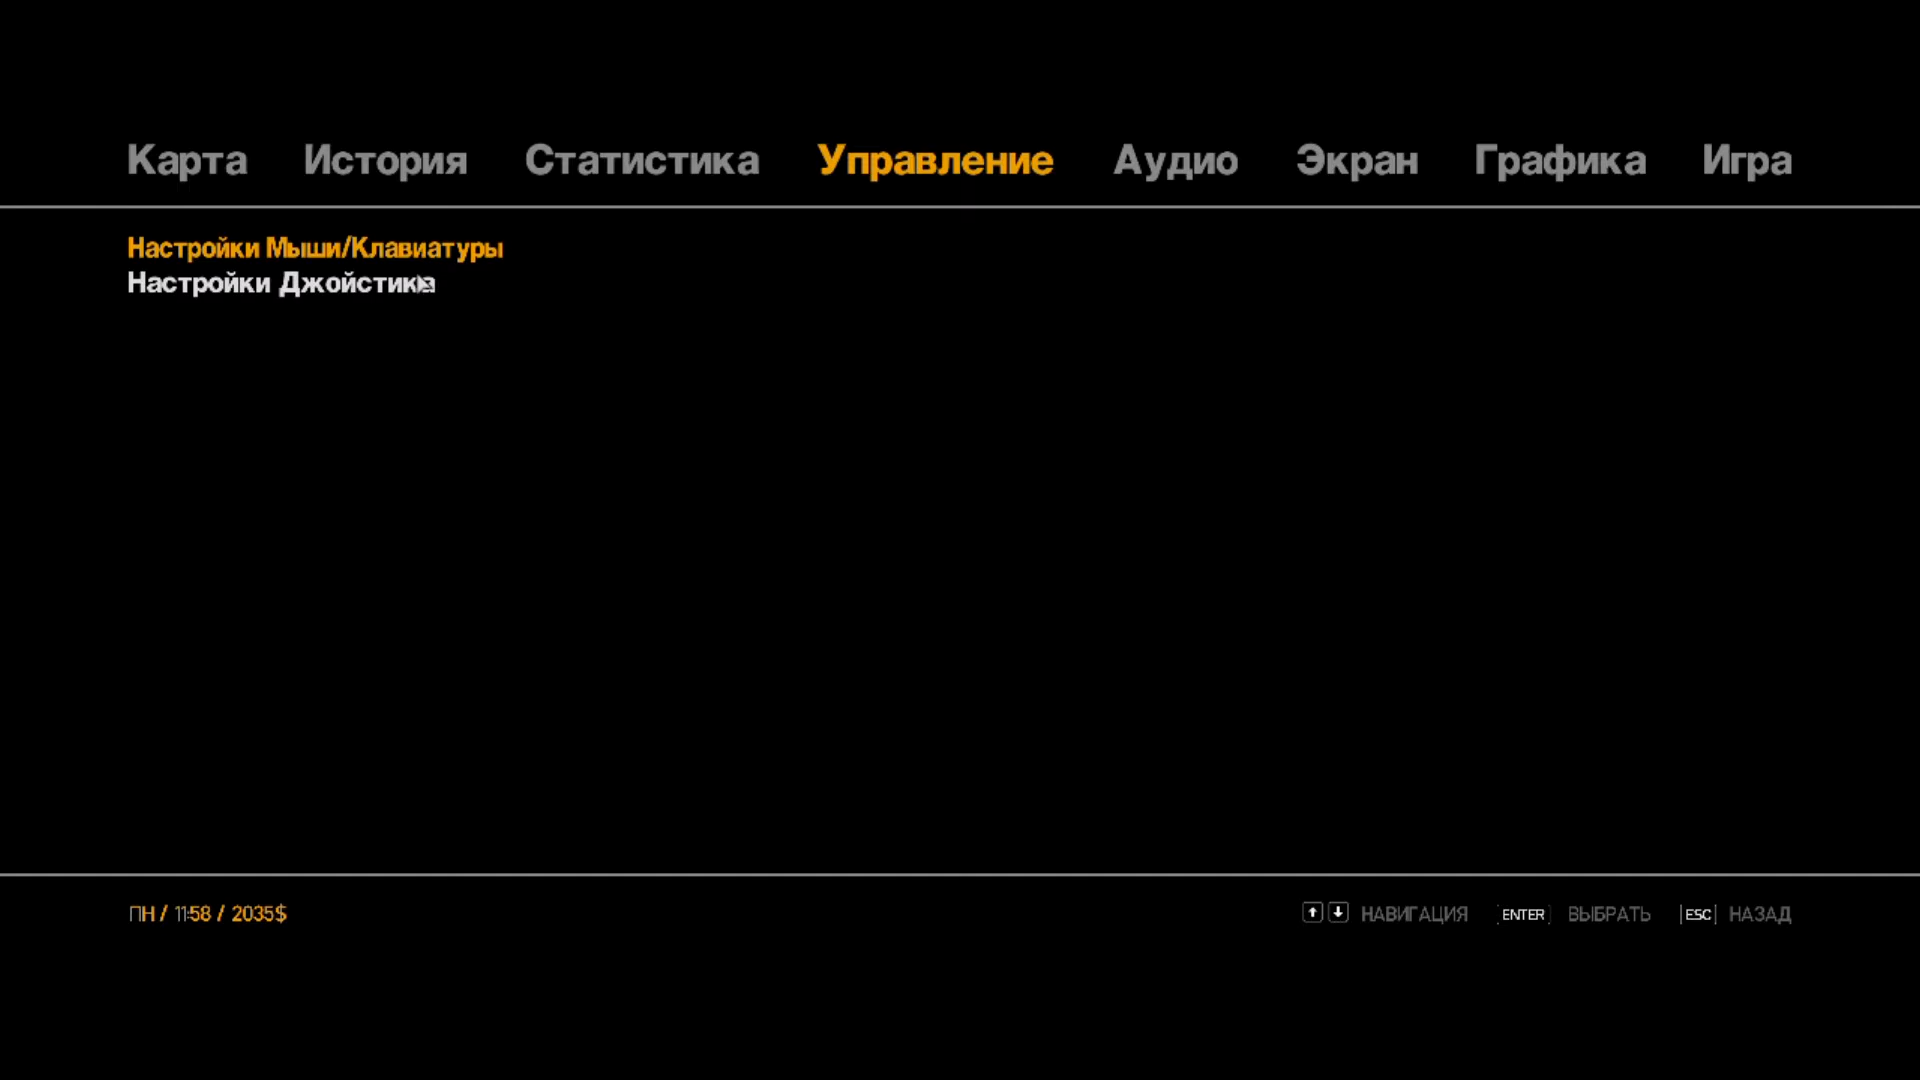 Карта История Статистика Управление Аудио Экран Графика Игра
Настройки Мыши/Клавиатуры
Настройки Джойстика
ПН / 11:58 / 2035$ НАВИГАЦИЯ ENTER ВЫБРАТЬ ESC НАЗАД